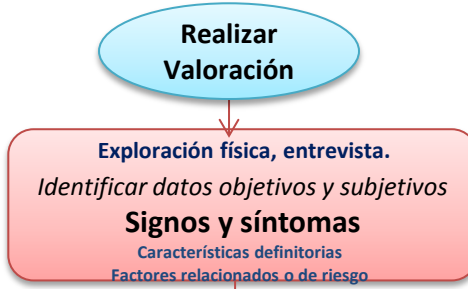 Realizar
Valoración
Exploración física, entrevista.
Identificar datos objetivos y subjetivos
Signos y síntomas
Características definitorias
Factores relacionados o de riesgo